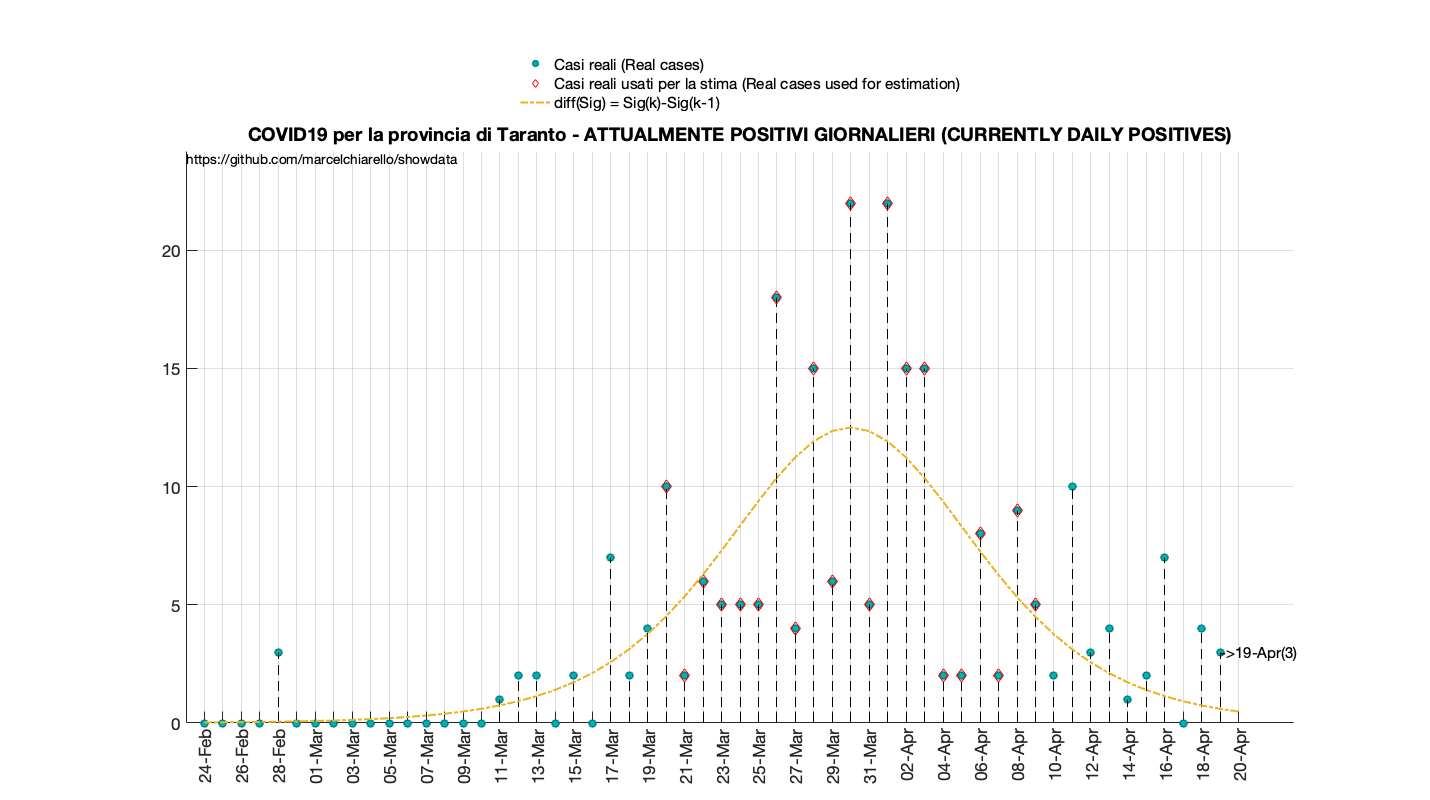 Casi reali (Real cases)
Casi reali usati per la stima (Real cases used for estimation)
diff(Sig) = Sig(k)-Sig(k-1)
COVID19 per la provincia di Taranto - ATTUALMENTE POSITIVI GIORNALIERI (CURRENTLY DAILY POSITIVES)
https://github.com/marcelchiarello/showdata
20
15
10
5
0
->19-Apr(3)
24-Feb
26-Feb
28-Feb
01-Mar
03-Mar
05-Mar
07-Mar
09-Mar
11-Mar
13-Mar
15-Mar
17-Mar
19-Mar
21-Mar
23-Mar
25-Mar
27-Mar
29-Mar
31-Mar
02-Apr
04-Apr
06-Apr
08-Apr
10-Apr
12-Apr
14-Apr
16-Apr
18-Apr
20-Apr